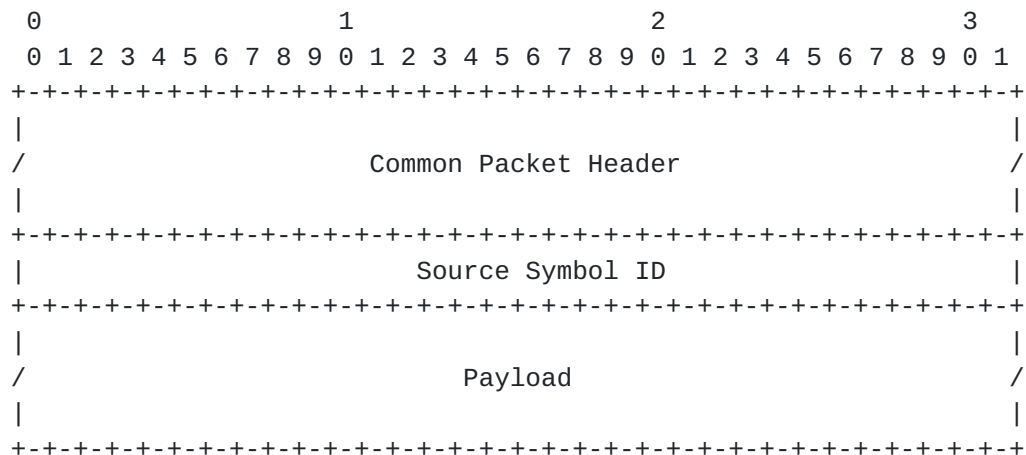 0                   1                   2                   3
 0 1 2 3 4 5 6 7 8 9 0 1 2 3 4 5 6 7 8 9 0 1 2 3 4 5 6 7 8 9 0 1
+-+-+-+-+-+-+-+-+-+-+-+-+-+-+-+-+-+-+-+-+-+-+-+-+-+-+-+-+-+-+-+-+
|                                                               |
/                      Common Packet Header                     /
|                                                               |
+-+-+-+-+-+-+-+-+-+-+-+-+-+-+-+-+-+-+-+-+-+-+-+-+-+-+-+-+-+-+-+-+
|                         Source Symbol ID                      |
+-+-+-+-+-+-+-+-+-+-+-+-+-+-+-+-+-+-+-+-+-+-+-+-+-+-+-+-+-+-+-+-+
|                                                               |
/                            Payload                            /
|                                                               |
+-+-+-+-+-+-+-+-+-+-+-+-+-+-+-+-+-+-+-+-+-+-+-+-+-+-+-+-+-+-+-+-+